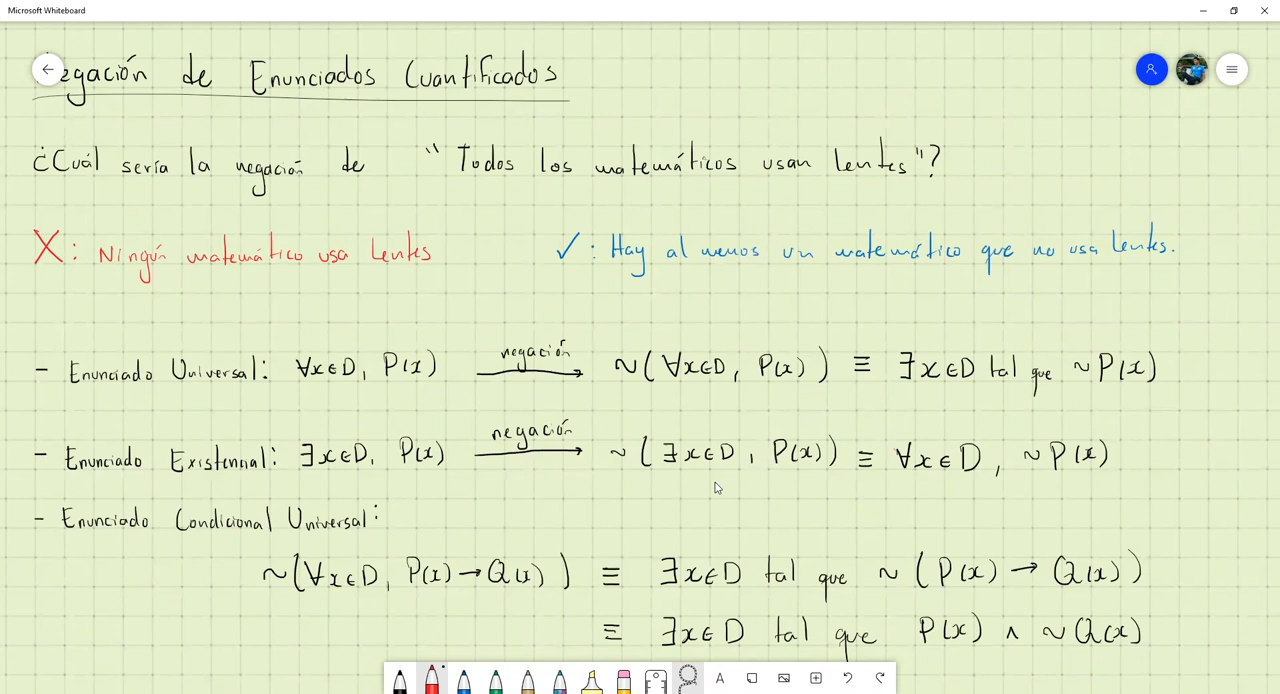 Microsoft Whiteboard
egación de Enunciados Cuantificados
¿Cuál sería la negación de "Todos los matemáticos usan lentes"?
X: Ningún matemático usa lentes
✓: Hay al menos un matemático que no usa lentes.
- Enunciado Universal: ∀x∈D, P(x) negación ~(∀x∈D, P(x)) ≡ ∃x∈D tal que ~P(x)
- Enunciado Existencial: ∃x∈D, P(x) negación ~(∃x∈D, P(x)) ≡ ∀x∈D, ~P(x)
- Enunciado Condicional Universal:
~(∀x∈D, P(x)→Q(x)) ≡ ∃x∈D tal que ~(P(x)→Q(x))
≡ ∃x∈D tal que P(x) ∧ ~Q(x)